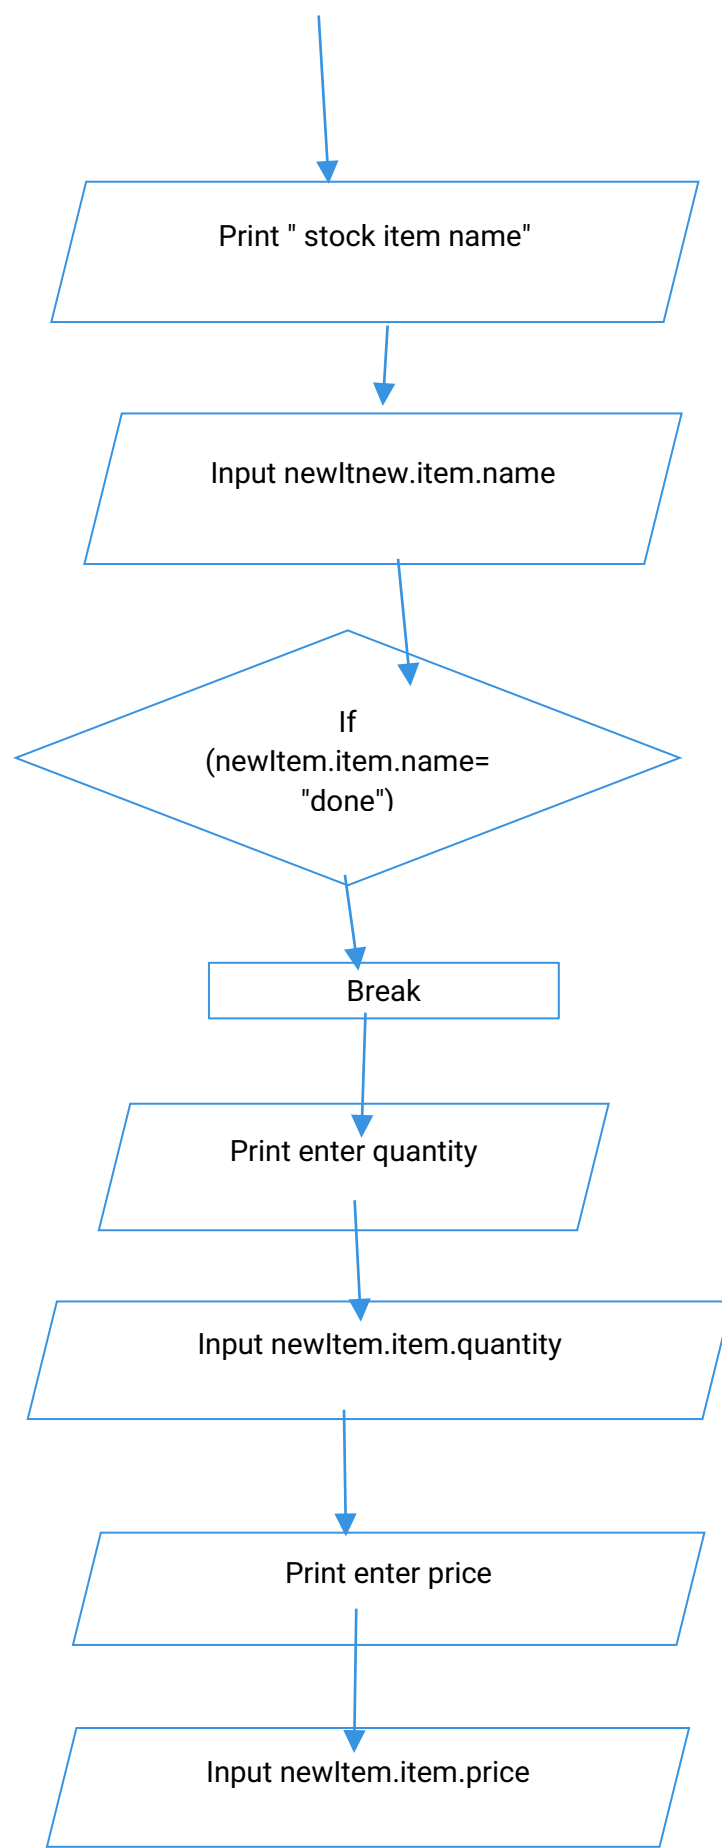 Print " stock item name"
Input newItnew.item.name
If
(newItem.item.name=
"done")
Break
Print enter quantity
Input newItem.item.quantity
Print enter price
Input newItem.item.price